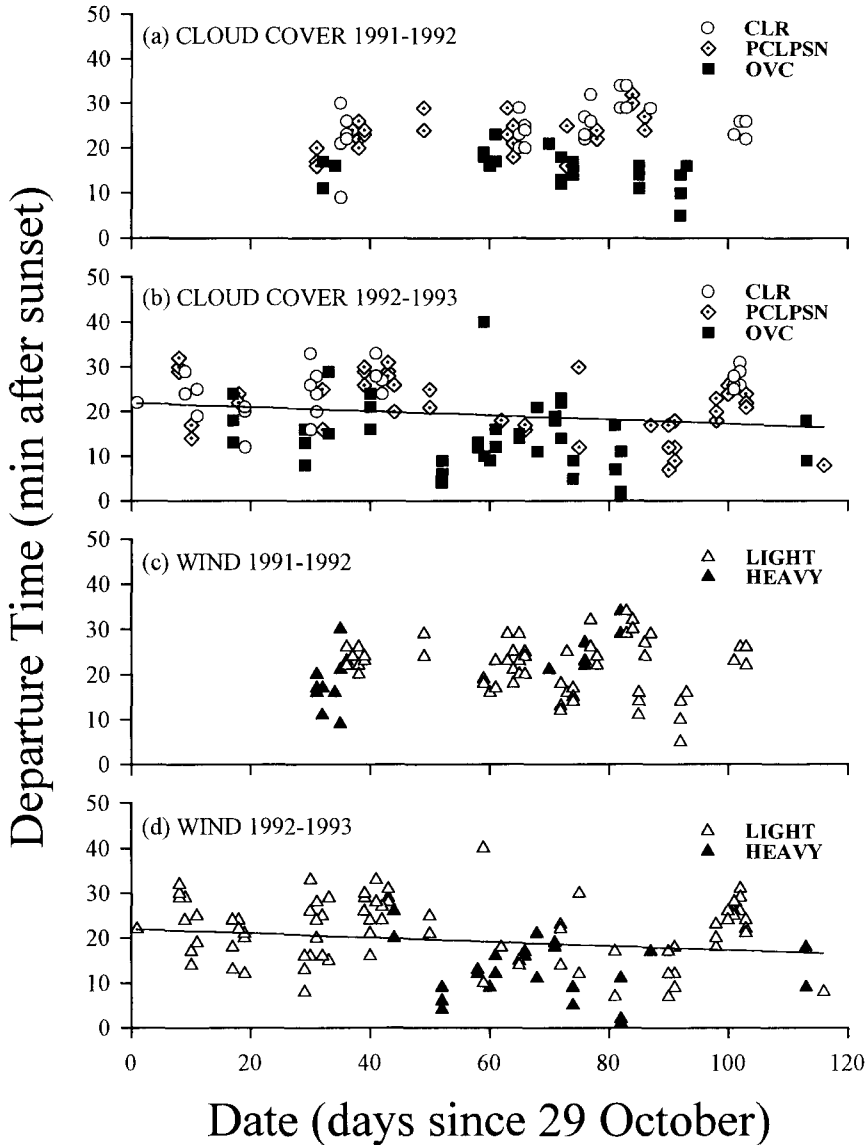 Departure Time (min after sunset)
50
40
30
20
10
0
(a) CLOUD COVER 1991-1992
CLR
PCLPSN
OVC
50
40
30
20
10
0
(b) CLOUD COVER 1992-1993
CLR
PCLPSN
OVC
50
40
30
20
10
0
(c) WIND 1991-1992
LIGHT
HEAVY
50
40
30
20
10
0
(d) WIND 1992-1993
LIGHT
HEAVY
0 20 40 60 80 100 120
Date (days since 29 October)